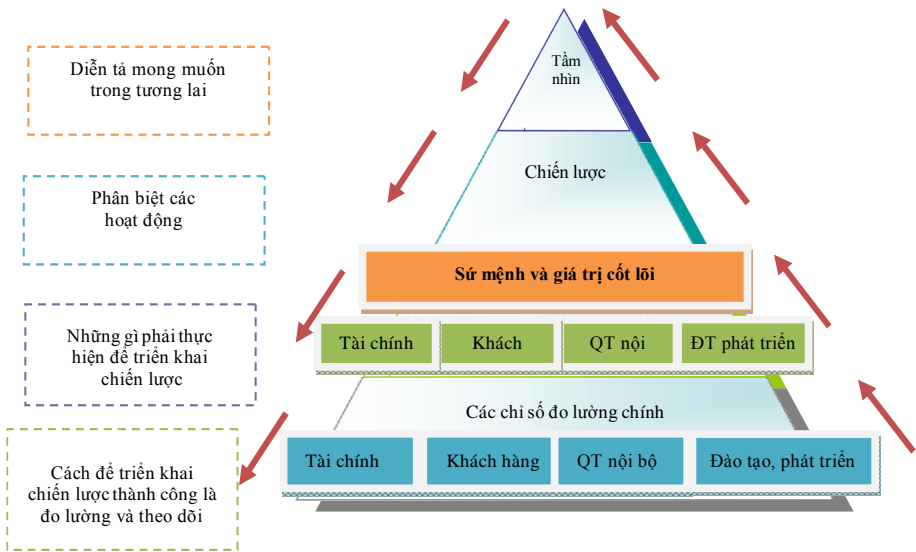 Diễn tả mong muốn
trong tương lai
Phân biệt các
hoạt động
Những gì phải thực
hiện để triển khai
chiến lược
Cách để triển khai
chiến lược thành công là
đo lường và theo dõi
Tầm
nhìn
Chiến lược
Sứ mệnh và giá trị cốt lõi
Tài chính
Khách
QT nội
ĐT phát triển
Các chỉ số đo lường chính
Tài chính
Khách hàng
QT nội bộ
Đào tạo, phát triển